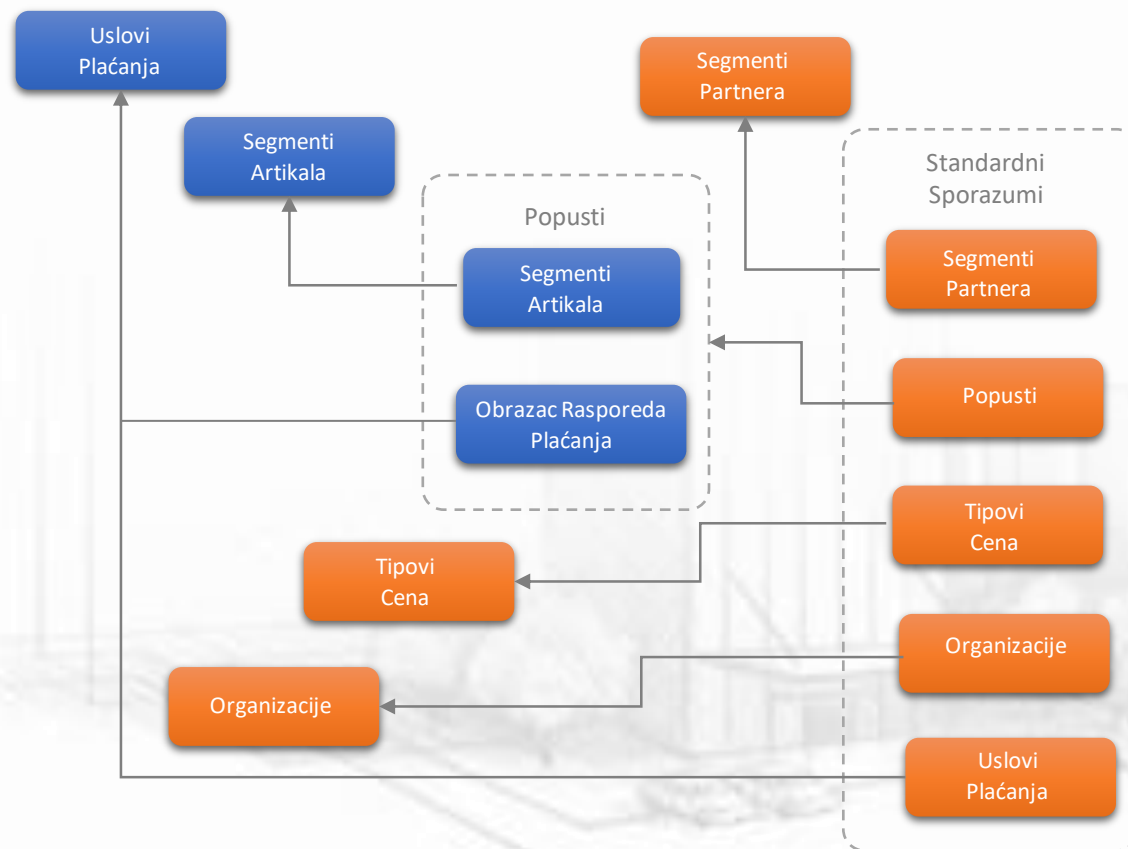 Uslovi
Plaćanja
Segmenti
Partnera
Segmenti
Artikala
Standardni
Sporazumi
Popusti
Segmenti
Artikala
Segmenti
Partnera
Popusti
Obrazac Rasporeda
Plaćanja
Tipovi
Cena
Tipovi
Cena
Organizacije
Organizacije
Uslovi
Plaćanja